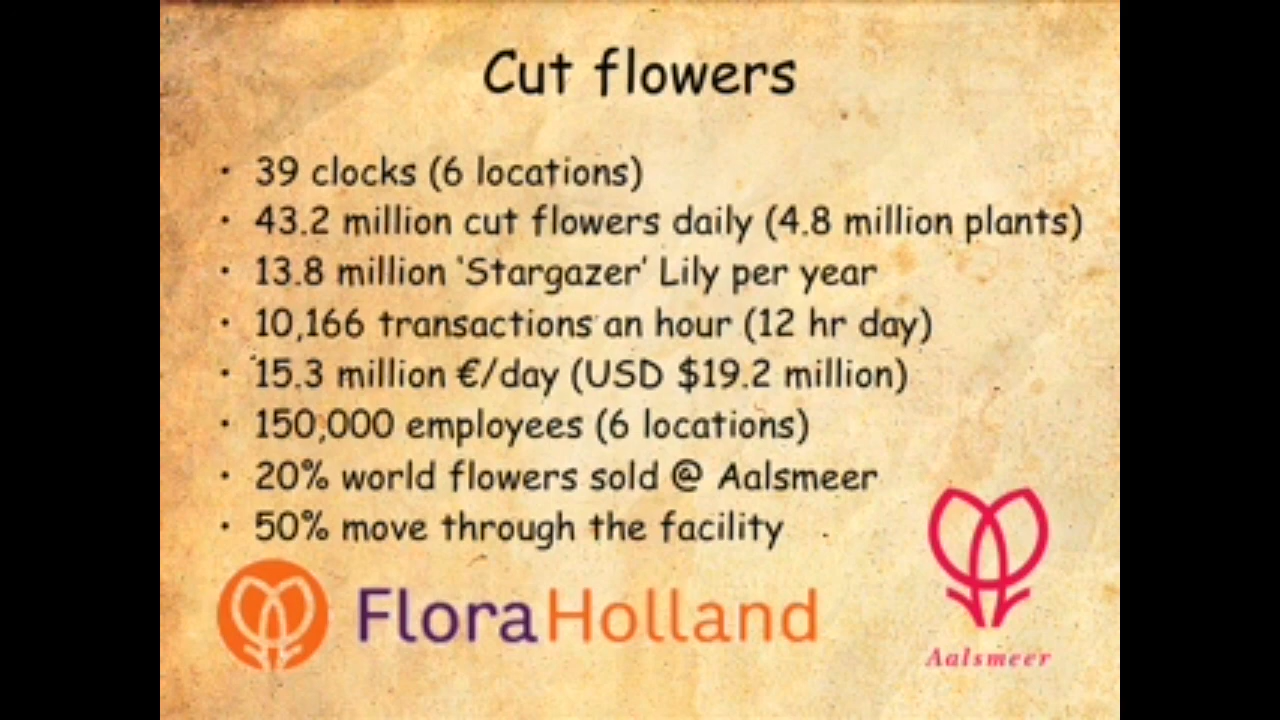 Cut flowers
• 39 clocks (6 locations)
• 43.2 million cut flowers daily (4.8 million plants)
• 13.8 million ‘Stargazer’ Lily per year
• 10,166 transactions an hour (12 hr day)
• 15.3 million €/day (USD $19.2 million)
• 150,000 employees (6 locations)
• 20% world flowers sold @ Aalsmeer
• 50% move through the facility
FloraHolland
Aalsmeer